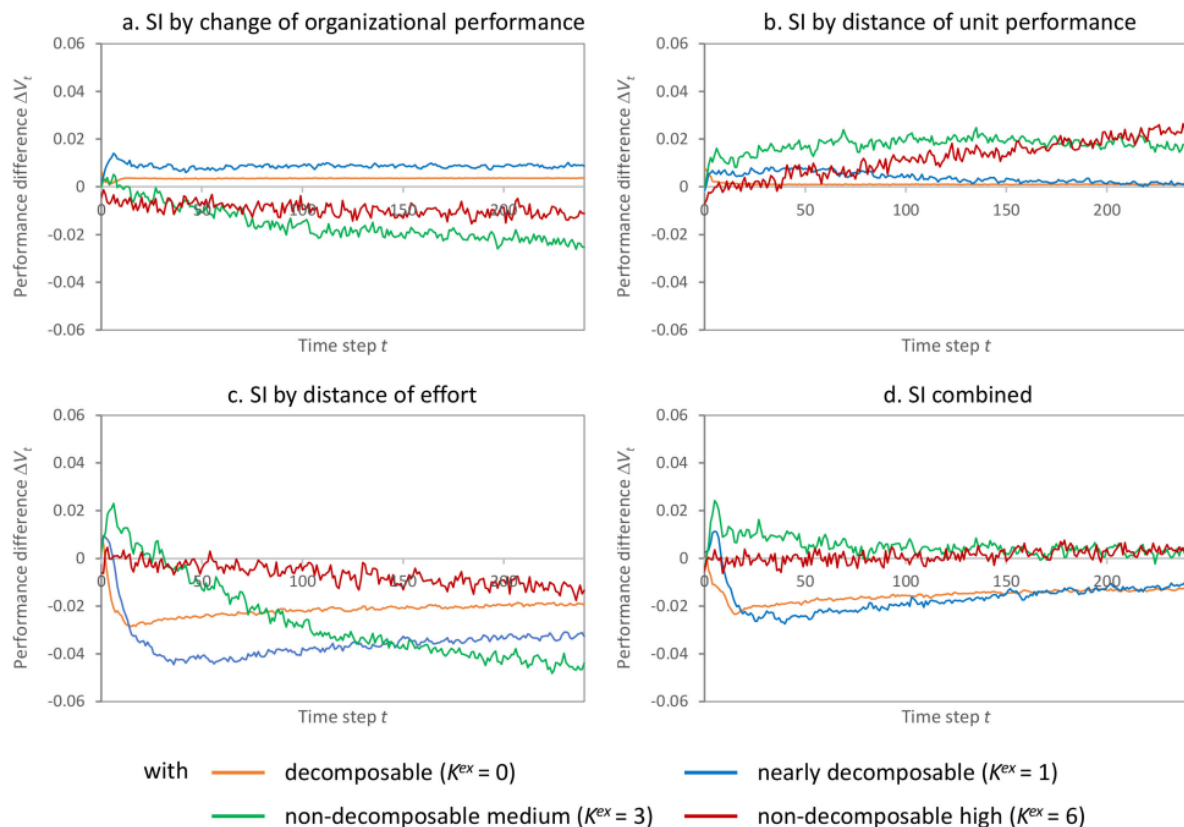 a. SI by change of organizational performance
0.06
0.04
0.02
0
-0.02
-0.04
-0.06
0
50
100
150
200
Performance difference ΔVt
Time step t
b. SI by distance of unit performance
0.06
0.04
0.02
0
-0.02
-0.04
-0.06
0
50
100
150
200
Performance difference ΔVt
Time step t
c. SI by distance of effort
0.06
0.04
0.02
0
-0.02
-0.04
-0.06
0
50
100
150
200
Performance difference ΔVt
Time step t
d. SI combined
0.06
0.04
0.02
0
-0.02
-0.04
-0.06
0
50
100
150
200
Performance difference ΔVt
Time step t
with
decomposable (Kex = 0)
nearly decomposable (Kex = 1)
non-decomposable medium (Kex = 3)
non-decomposable high (Kex = 6)